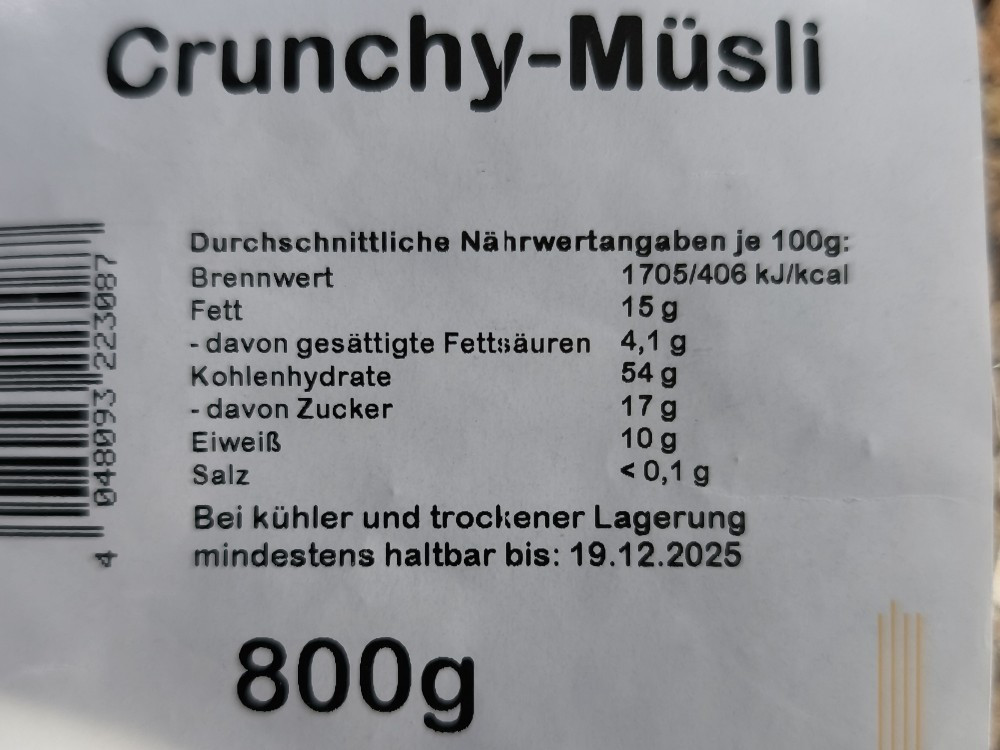 Crunchy-Müsli
Durchschnittliche Nährwertangaben je 100g:
Brennwert 1705/406 kJ/kcal
Fett 15 g
- davon gesättigte Fettsäuren 4,1 g
Kohlenhydrate 54 g
- davon Zucker 17 g
Eiweiß 10 g
Salz < 0,1 g
Bei kühler und trockener Lagerung
mindestens haltbar bis: 19.12.2025
800g
4 048093 223087